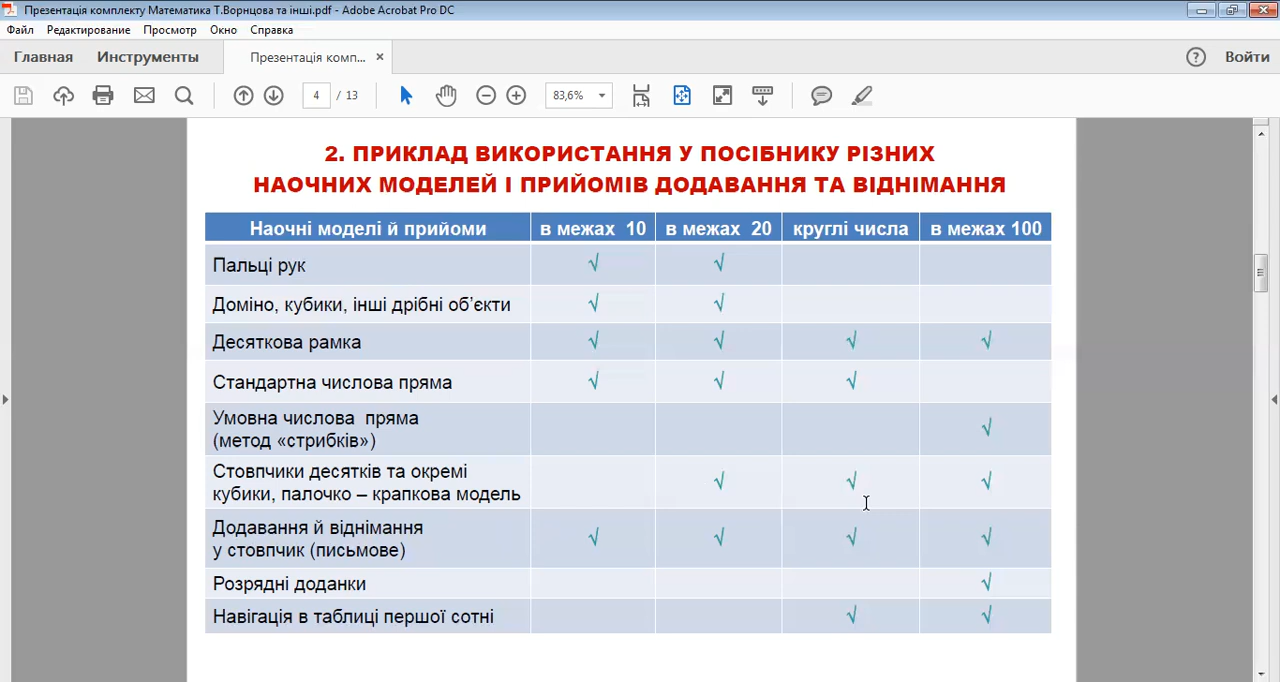 Презентація комплекту Математика Т.Ворнцова та інші.pdf - Adobe Acrobat Pro DC
Файл Редактирование Просмотр Окно Справка
Главная Инструменты Презентація комп... × Войти
4 / 13 83,6%
2. ПРИКЛАД ВИКОРИСТАННЯ У ПОСІБНИКУ РІЗНИХ
НАОЧНИХ МОДЕЛЕЙ І ПРИЙОМІВ ДОДАВАННЯ ТА ВІДНІМАННЯ
Наочні моделі й прийоми в межах 10 в межах 20 круглі числа в межах 100
Пальці рук √ √
Доміно, кубики, інші дрібні об’єкти √ √
Десяткова рамка √ √ √ √
Стандартна числова пряма √ √ √
Умовна числова пряма
(метод «стрибків») √
Стовпчики десятків та окремі
кубики, палочко – крапкова модель √ √ √
Додавання й віднімання
у стовпчик (письмове) √ √ √ √
Розрядні доданки √
Навігація в таблиці першої сотні √ √